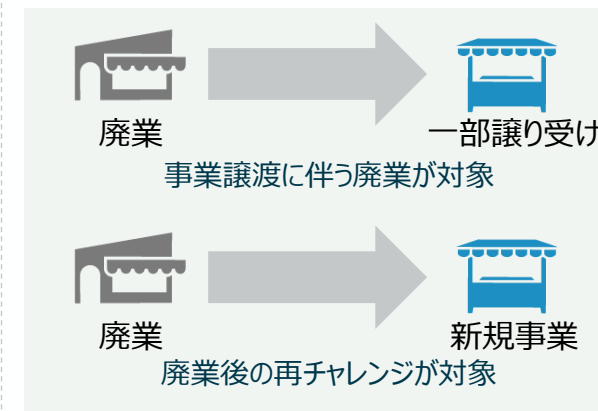 廃業
一部譲り受け
事業譲渡に伴う廃業が対象
廃業
新規事業
廃業後の再チャレンジが対象